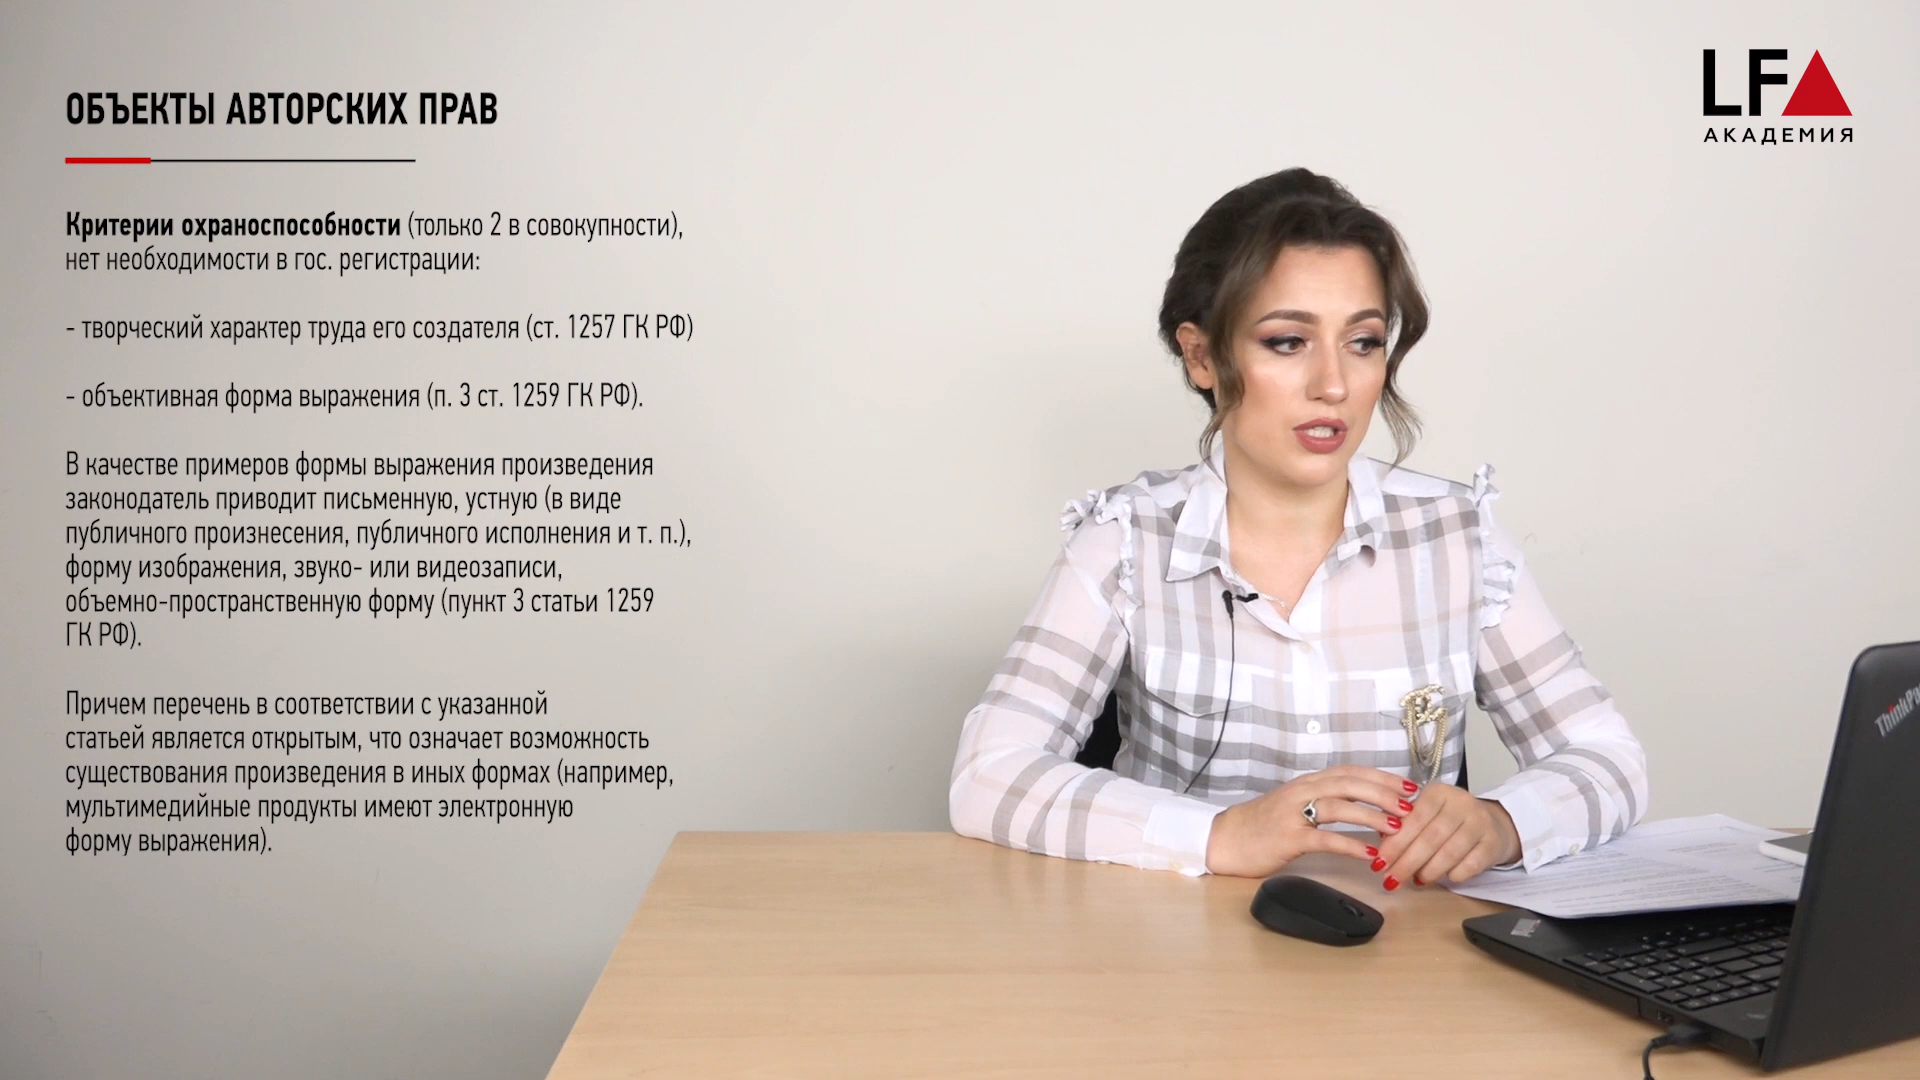 ОБЪЕКТЫ АВТОРСКИХ ПРАВ
LF
АКАДЕМИЯ
Критерии охраноспособности (только 2 в совокупности),
нет необходимости в гос. регистрации:
- творческий характер труда его создателя (ст. 1257 ГК РФ)
- объективная форма выражения (п. 3 ст. 1259 ГК РФ).
В качестве примеров формы выражения произведения
законодатель приводит письменную, устную (в виде
публичного произнесения, публичного исполнения и т. п.),
форму изображения, звуко- или видеозаписи,
объемно-пространственную форму (пункт 3 статьи 1259
ГК РФ).
Причем перечень в соответствии с указанной
статьей является открытым, что означает возможность
существования произведения в иных формах (например,
мультимедийные продукты имеют электронную
форму выражения).